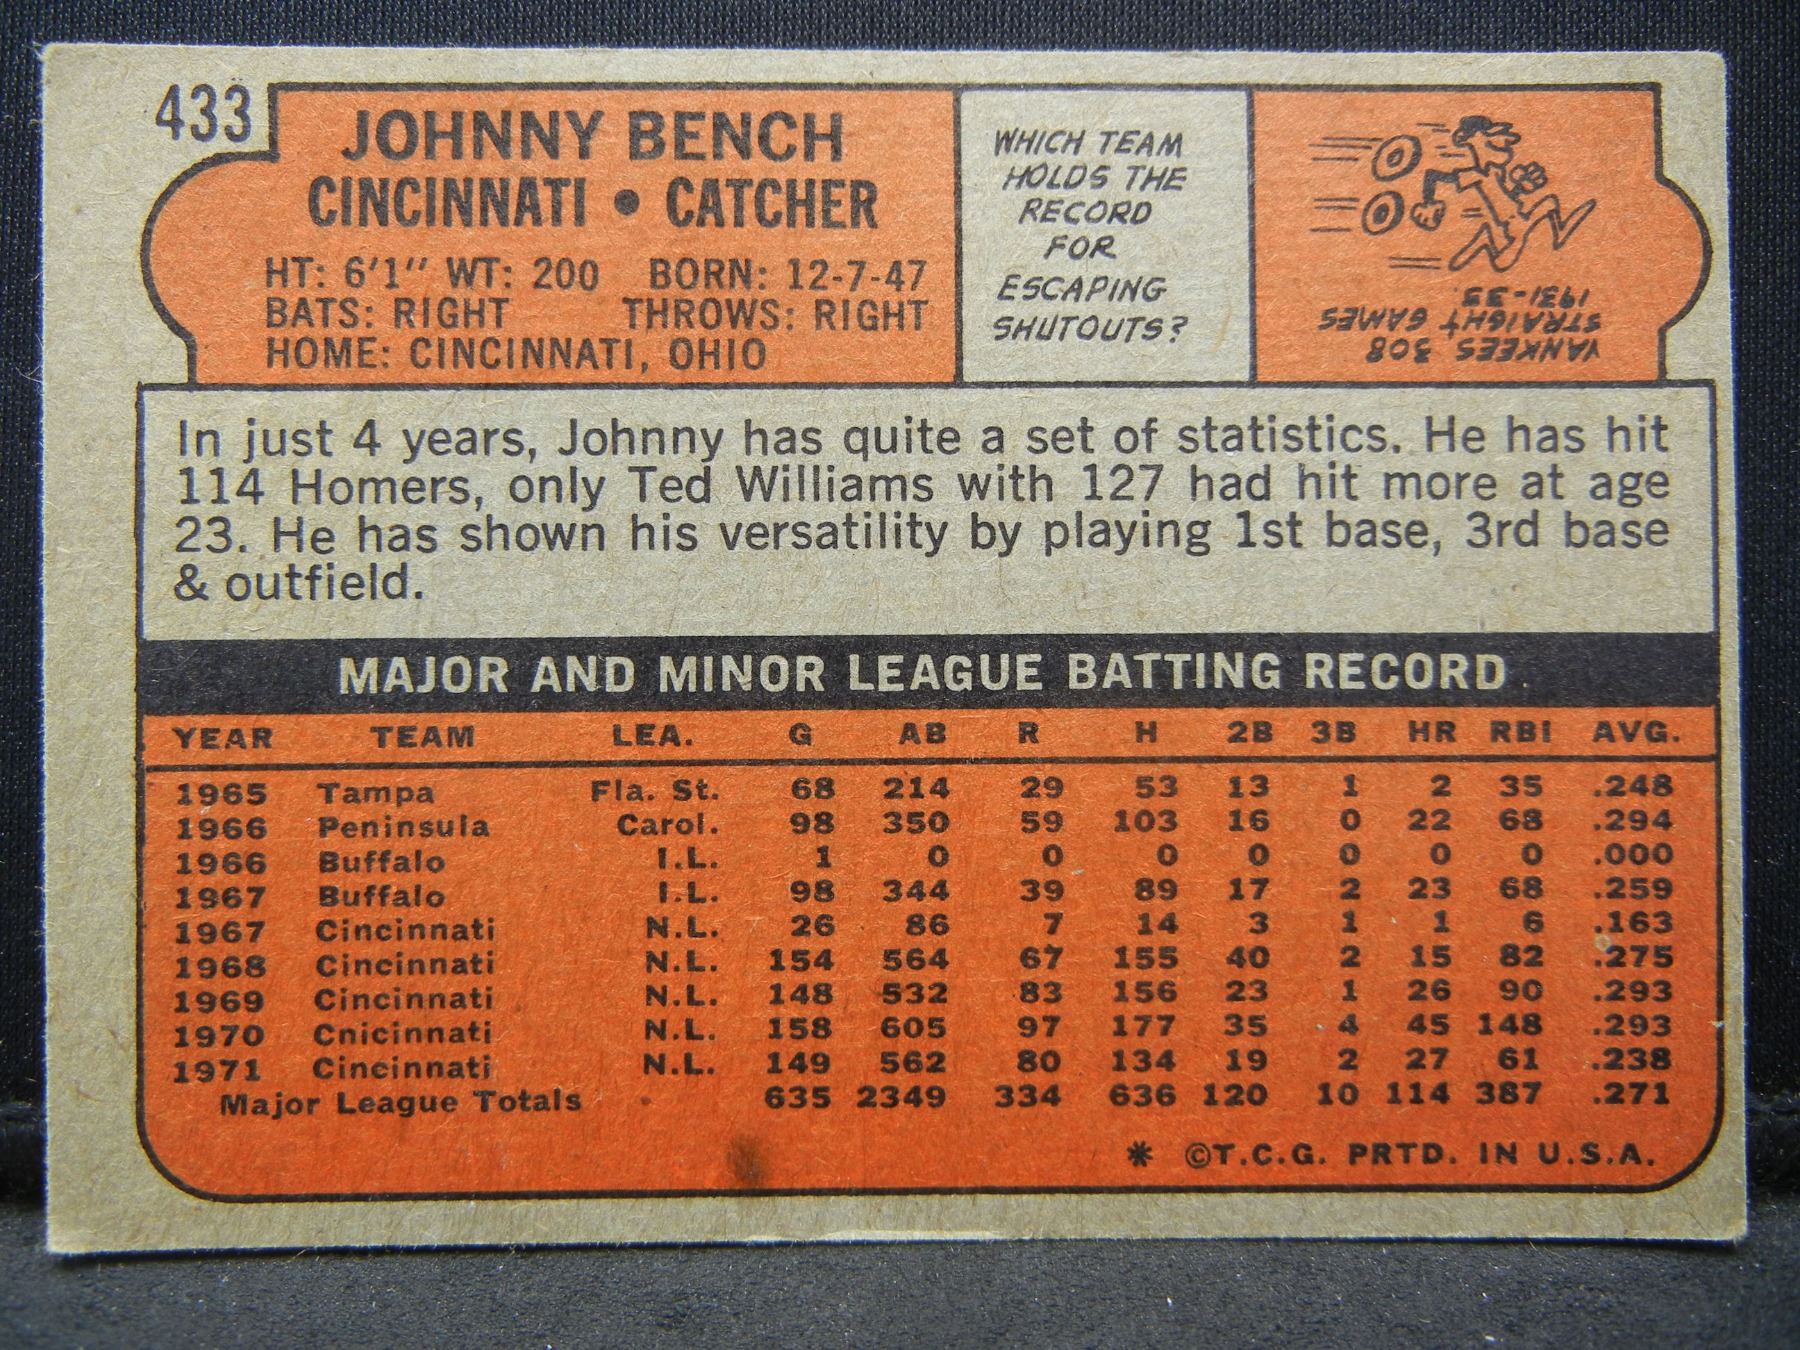 433
JOHNNY BENCH
CINCINNATI • CATCHER
HT: 6'1" WT: 200 BORN: 12-7-47
BATS: RIGHT THROWS: RIGHT
HOME: CINCINNATI, OHIO
WHICH TEAM
HOLDS THE
RECORD
FOR
ESCAPING
SHUTOUTS?
YANKEES 308
STRAIGHT GAMES
1931-33.
In just 4 years, Johnny has quite a set of statistics. He has hit
114 Homers, only Ted Williams with 127 had hit more at age
23. He has shown his versatility by playing 1st base, 3rd base
& outfield.
MAJOR AND MINOR LEAGUE BATTING RECORD
YEAR TEAM LEA. G AB R H 2B 3B HR RBI AVG.
1965 Tampa Fla. St. 68 214 29 53 13 1 2 35 .248
1966 Peninsula Carol. 98 350 59 103 16 0 22 68 .294
1966 Buffalo I.L. 1 0 0 0 0 0 0 0 .000
1967 Buffalo I.L. 98 344 39 89 17 2 23 68 .259
1967 Cincinnati N.L. 26 86 7 14 3 1 1 6 .163
1968 Cincinnati N.L. 154 564 67 155 40 2 15 82 .275
1969 Cincinnati N.L. 148 532 83 156 23 1 26 90 .293
1970 Cnicinnati N.L. 158 605 97 177 35 4 45 148 .293
1971 Cincinnati N.L. 149 562 80 134 19 2 27 61 .238
Major League Totals 635 2349 334 636 120 10 114 387 .271
* ©T.C.G. PRTD. IN U.S.A.